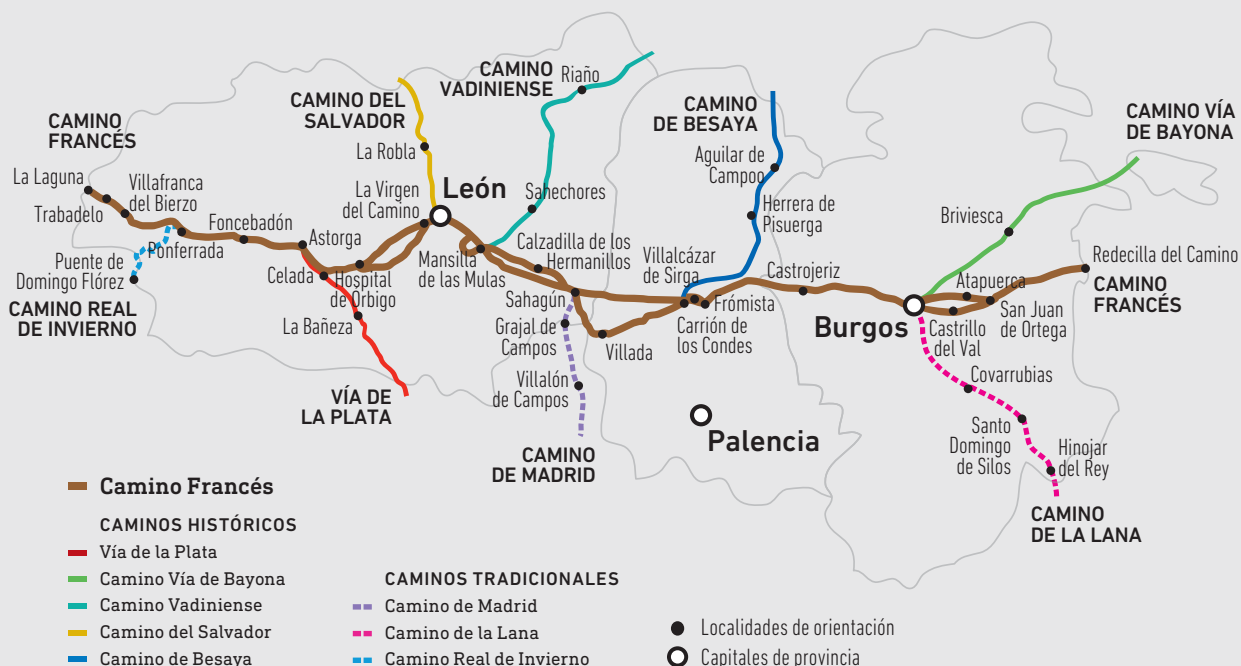 CAMINO
VADINIENSE
Riaño
CAMINO DEL
SALVADOR
CAMINO
DE BESAYA
CAMINO VÍA
DE BAYONA
CAMINO
FRANCÉS
La Robla
Aguilar de
Campoo
La Laguna
Villafranca
del Bierzo
Trabadelo
La Virgen
del Camino
León
Sahechores
Herrera de
Pisuerga
Briviesca
Foncebadón
Astorga
Ponferrada
Puente de
Domingo Flórez
CAMINO REAL
DE INVIERNO
Celada
Hospital
de Orbigo
Mansilla
de las Mulas
Calzadilla de los
Hermanillos
Villalcázar
de Sirga
Castrojeriz
Atapuerca
Redecilla del Camino
CAMINO
FRANCÉS
La Bañeza
Sahagún
Grajal de
Campos
Frómista
Carrión de
los Condes
Burgos
Castrillo
del Val
San Juan
de Ortega
Villada
Villalón
de Campos
VÍA DE
LA PLATA
Covarrubias
Palencia
Santo
Domingo
de Silos
Hinojar
del Rey
CAMINO
DE MADRID
CAMINO
DE LA LANA
Camino Francés
CAMINOS HISTÓRICOS
Vía de la Plata
Camino Vía de Bayona
Camino Vadiniense
Camino del Salvador
Camino de Besaya
CAMINOS TRADICIONALES
Camino de Madrid
Camino de la Lana
Camino Real de Invierno
Localidades de orientación
Capitales de provincia